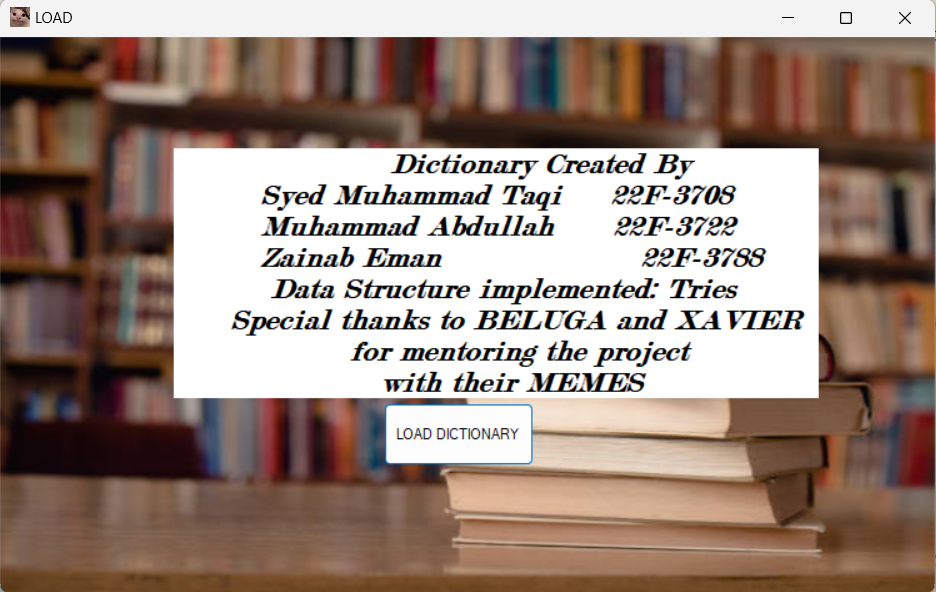 LOAD
Dictionary Created By
Syed Muhammad Taqi 22F-3708
Muhammad Abdullah 22F-3722
Zainab Eman 22F-3788
Data Structure implemented: Tries
Special thanks to BELUGA and XAVIER
for mentoring the project
with their MEMES
LOAD DICTIONARY